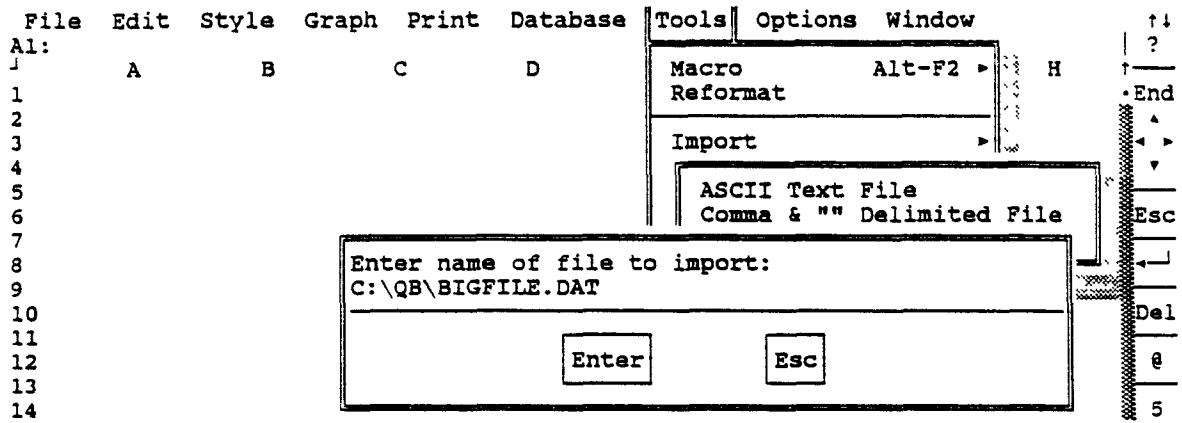 File Edit Style Graph Print Database Tools Options Window ↑↓
A1: ?
A B C D Macro Alt-F2 ► H
1 Reformat End
2
3 Import ►
4
5 ASCII Text File
6 Comma & "" Delimited File Esc
7
8 Enter name of file to import:
9 C:\QB\BIGFILE.DAT
10 Del
11
12 Enter Esc @
13
14 5